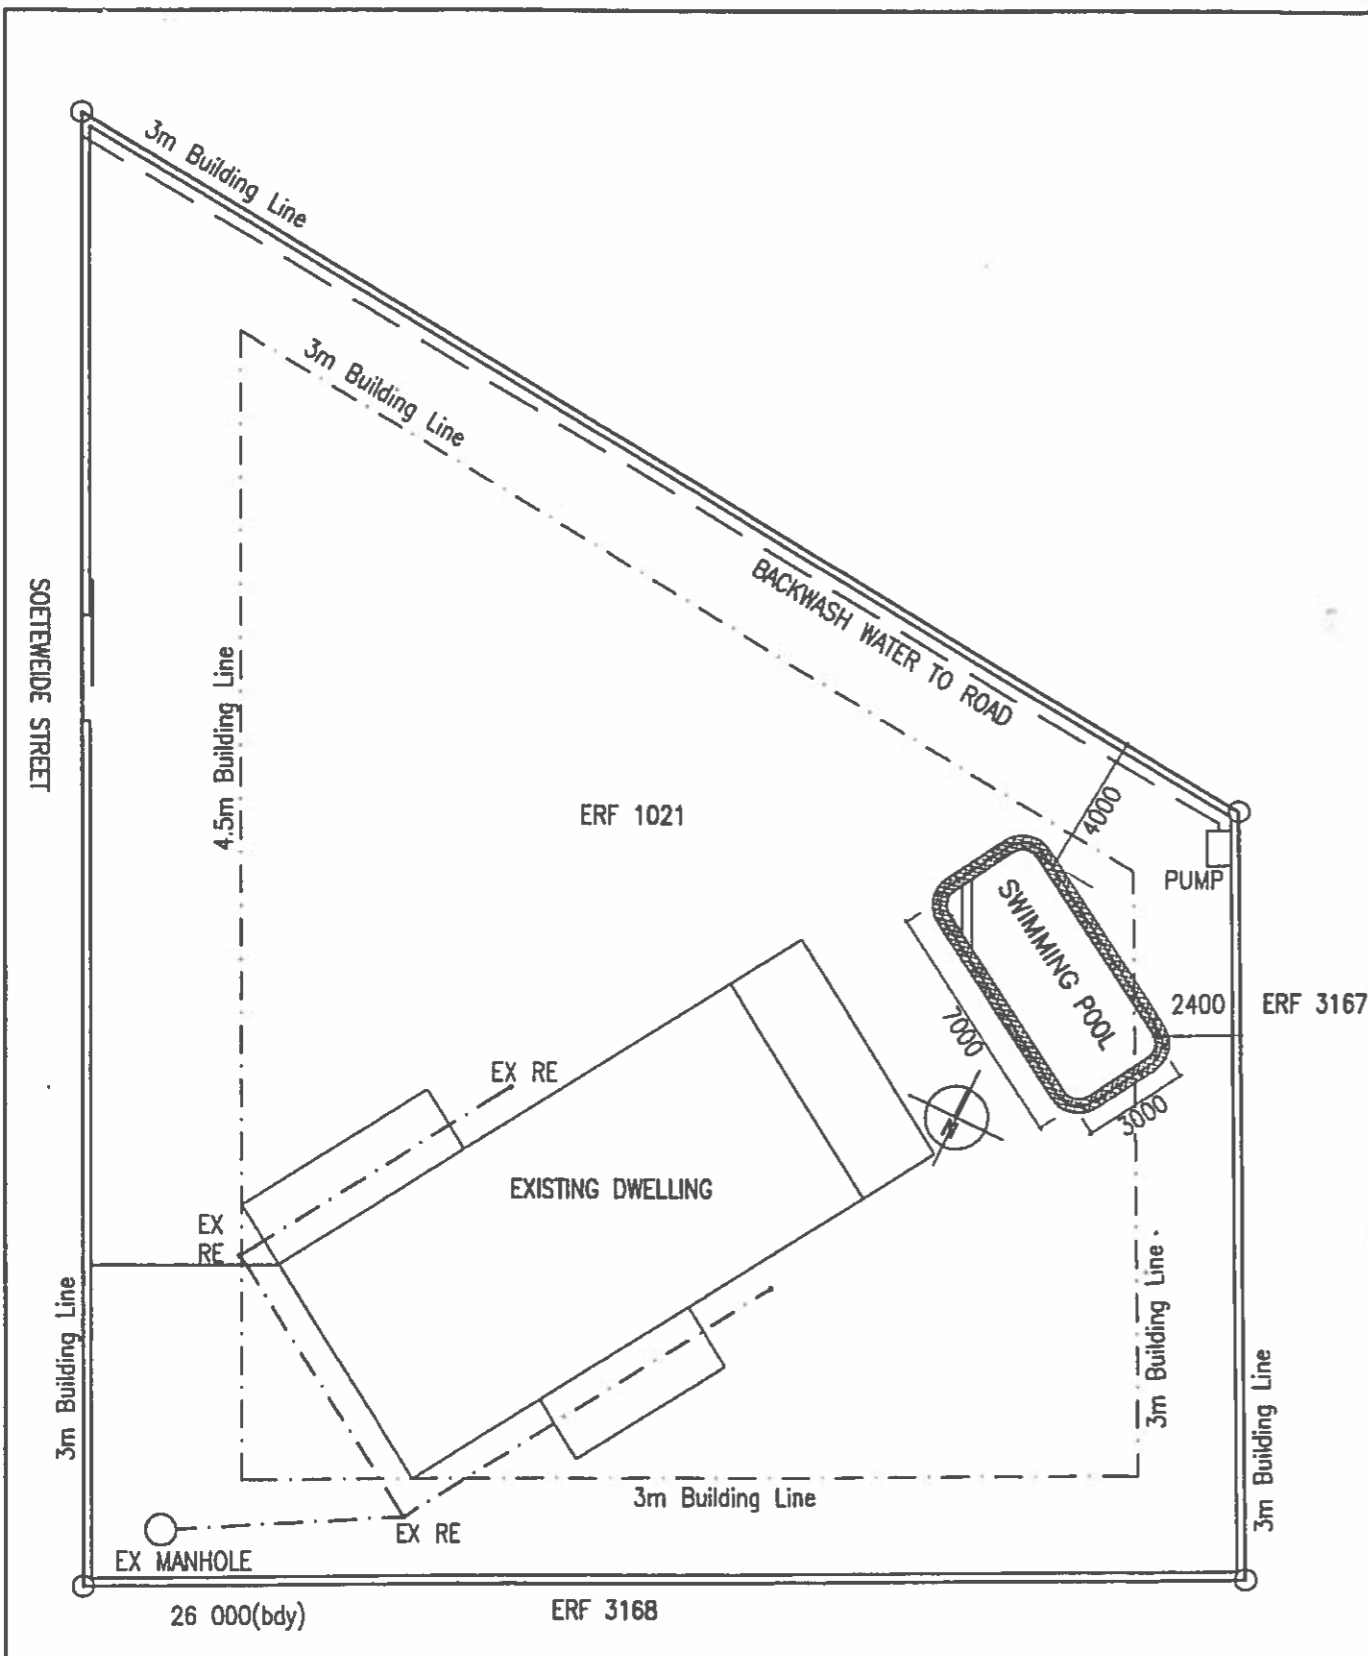 3m Building Line
3m Building Line
BACKWASH WATER TO ROAD
SOETEWEIDE STREET
4.5m Building Line
ERF 1021
4000
PUMP
SWIMMING POOL
2400
ERF 3167
7000
3000
N
EX RE
EXISTING DWELLING
EX
RE
3m Building Line
3m Building Line
3m Building Line
3m Building Line
EX RE
EX MANHOLE
26 000(bdy)
ERF 3168